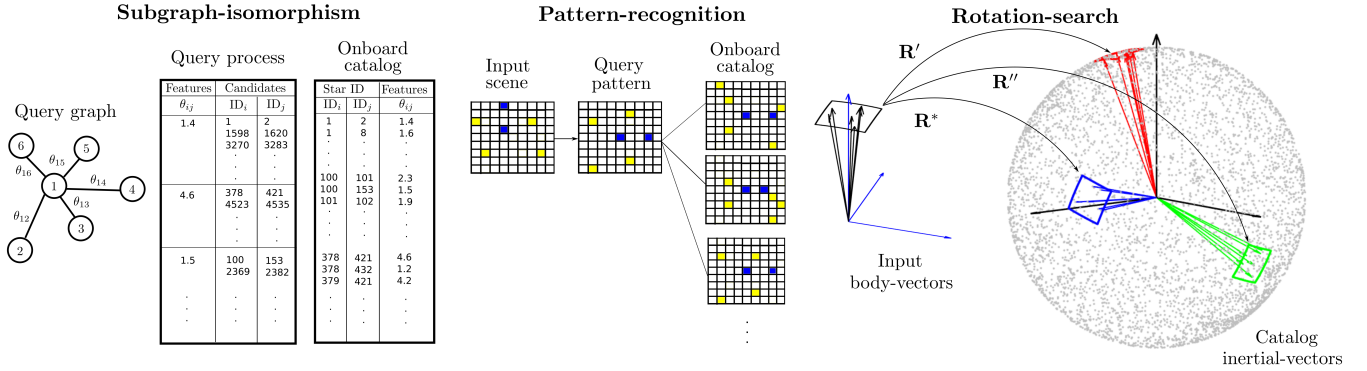 Subgraph-isomorphism
Query graph
6
5
θ15
θ16
1
θ14
4
θ12
θ13
3
2
Query process
Features Candidates
θij IDi IDj
1.4 1 2
1598 1620
3270 3283
. .
. .
. .
4.6 378 421
4523 4535
. .
. .
. .
1.5 100 153
2369 2382
. . .
. . .
. . .
Onboard
catalog
Star ID Features
IDi IDj θij
1 2 1.4
1 8 1.6
. . .
. . .
. . .
100 101 2.3
100 153 1.5
101 102 1.9
. . .
. . .
. . .
378 421 4.6
378 432 1.2
379 421 4.2
. . .
. . .
. . .
Pattern-recognition
Input
scene
Query
pattern
Onboard
catalog
.
.
.
Rotation-search
R′
R′′
R*
Input
body-vectors
Catalog
inertial-vectors